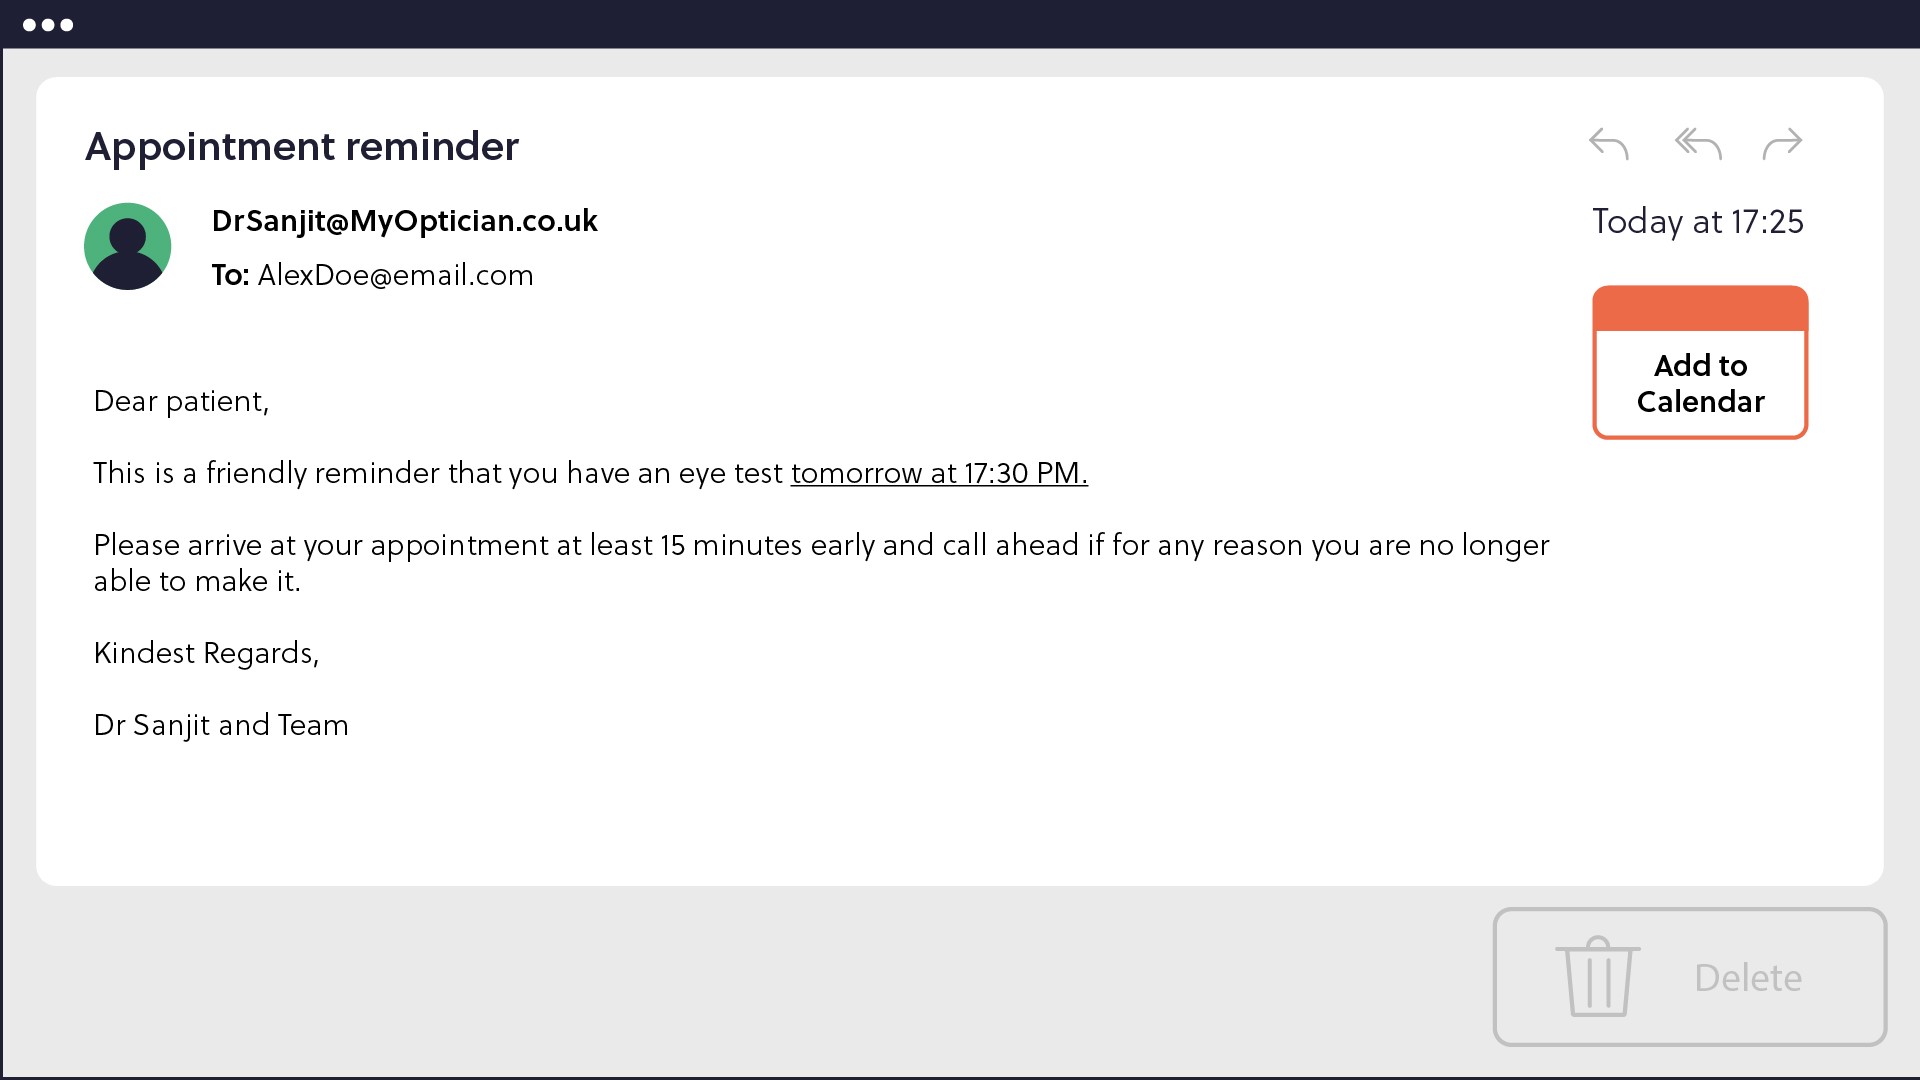 Appointment reminder
DrSanjit@MyOptician.co.uk
Today at 17:25
To: AlexDoe@email.com
Add to
Calendar
Dear patient,
This is a friendly reminder that you have an eye test tomorrow at 17:30 PM.
Please arrive at your appointment at least 15 minutes early and call ahead if for any reason you are no longer
able to make it.
Kindest Regards,
Dr Sanjit and Team
Delete